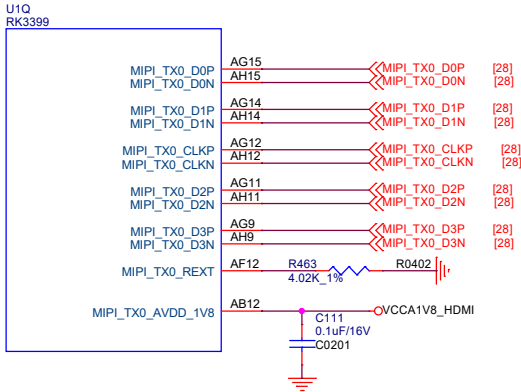 U1Q
RK3399
MIPI_TX0_D0P AG15 MIPI_TX0_D0P [28]
MIPI_TX0_D0N AH15 MIPI_TX0_D0N [28]
MIPI_TX0_D1P AG14 MIPI_TX0_D1P [28]
MIPI_TX0_D1N AH14 MIPI_TX0_D1N [28]
MIPI_TX0_CLKP AG12 MIPI_TX0_CLKP [28]
MIPI_TX0_CLKN AH12 MIPI_TX0_CLKN [28]
MIPI_TX0_D2P AG11 MIPI_TX0_D2P [28]
MIPI_TX0_D2N AH11 MIPI_TX0_D2N [28]
MIPI_TX0_D3P AG9 MIPI_TX0_D3P [28]
MIPI_TX0_D3N AH9 MIPI_TX0_D3N [28]
MIPI_TX0_REXT AF12 R463 R0402
4.02K_1%
MIPI_TX0_AVDD_1V8 AB12 VCCA1V8_HDMI
C111
0.1uF/16V
C0201